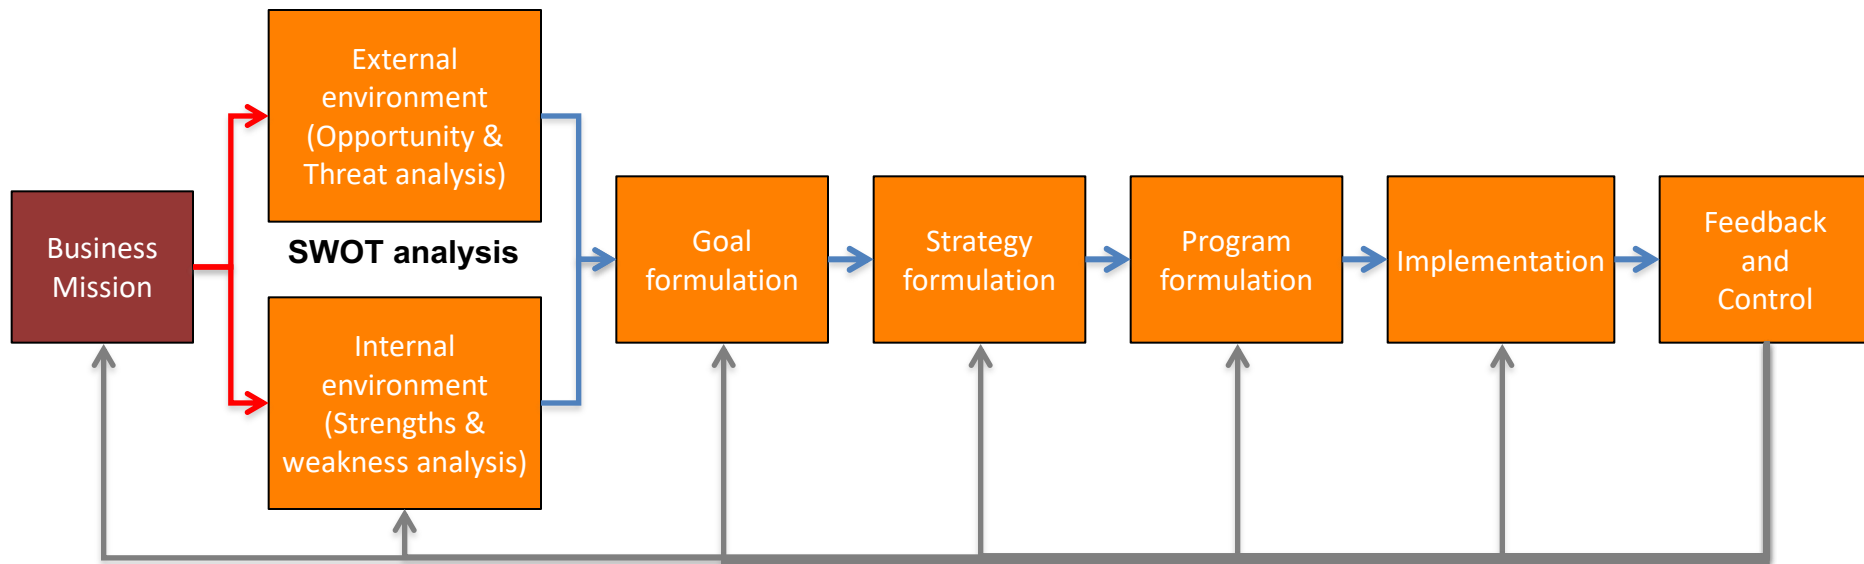 Business
Mission
External
environment
(Opportunity &
Threat analysis)
SWOT analysis
Internal
environment
(Strengths &
weakness analysis)
Goal
formulation
Strategy
formulation
Program
formulation
Implementation
Feedback
and
Control